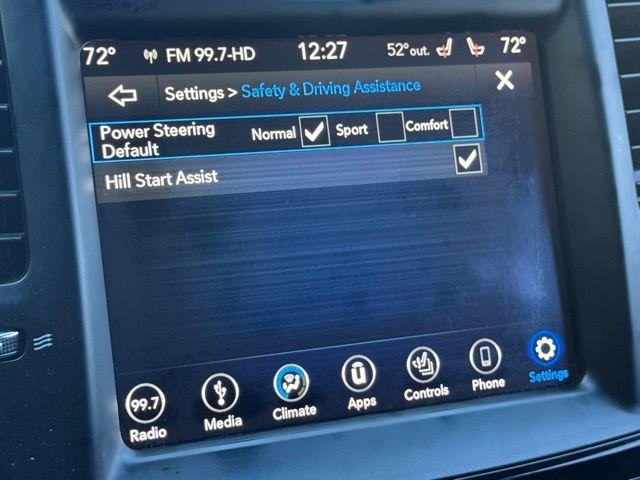 72° FM 99.7-HD 12:27 52°out. 72°
Settings > Safety & Driving Assistance
Power Steering Default Normal Sport Comfort
Hill Start Assist
99.7
Radio Media Climate Apps Controls Phone Settings